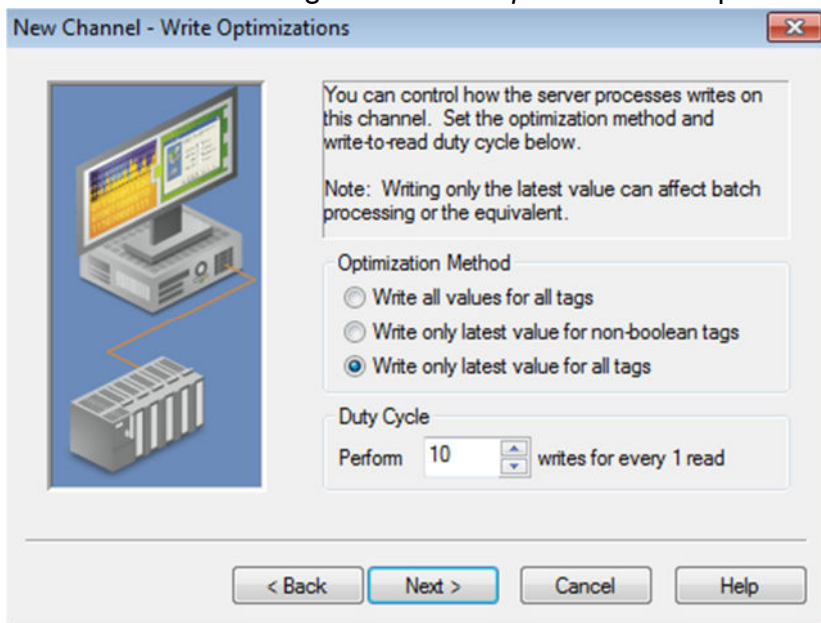 New Channel - Write Optimizations
You can control how the server processes writes on
this channel. Set the optimization method and
write-to-read duty cycle below.
Note: Writing only the latest value can affect batch
processing or the equivalent.
Optimization Method
Write all values for all tags
Write only latest value for non-boolean tags
Write only latest value for all tags
Duty Cycle
Perform 10 writes for every 1 read
< Back Next > Cancel Help